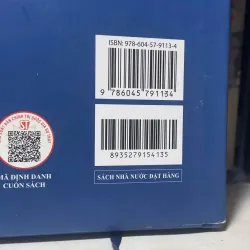 ISBN: 978-604-57-9113-4
9 786045 791134
8935279154135
MÃ ĐỊNH DANH
CUỐN SÁCH
SÁCH NHÀ NƯỚC ĐẶT HÀNG
ST